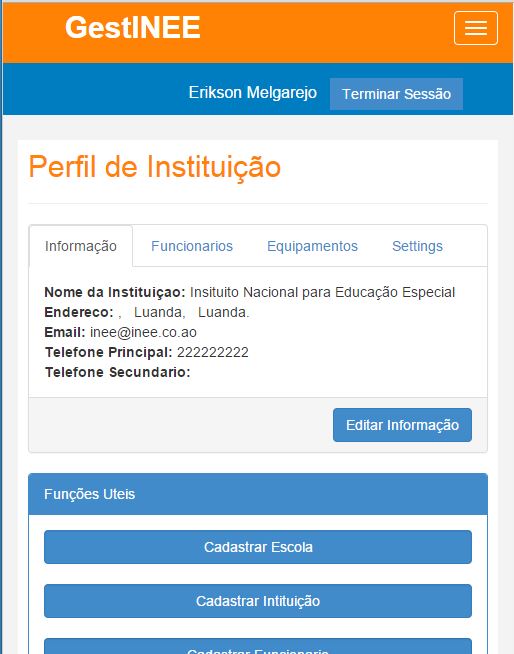 GestINEE
Erikson Melgarejo Terminar Sessão
Perfil de Instituição
Informação Funcionarios Equipamentos Settings
Nome da Instituiçao: Insituito Nacional para Educação Especial
Endereco: , Luanda, Luanda.
Email: inee@inee.co.ao
Telefone Principal: 222222222
Telefone Secundario:
Editar Informação
Funções Uteis
Cadastrar Escola
Cadastrar Intituição
Cadastrar Funcionario